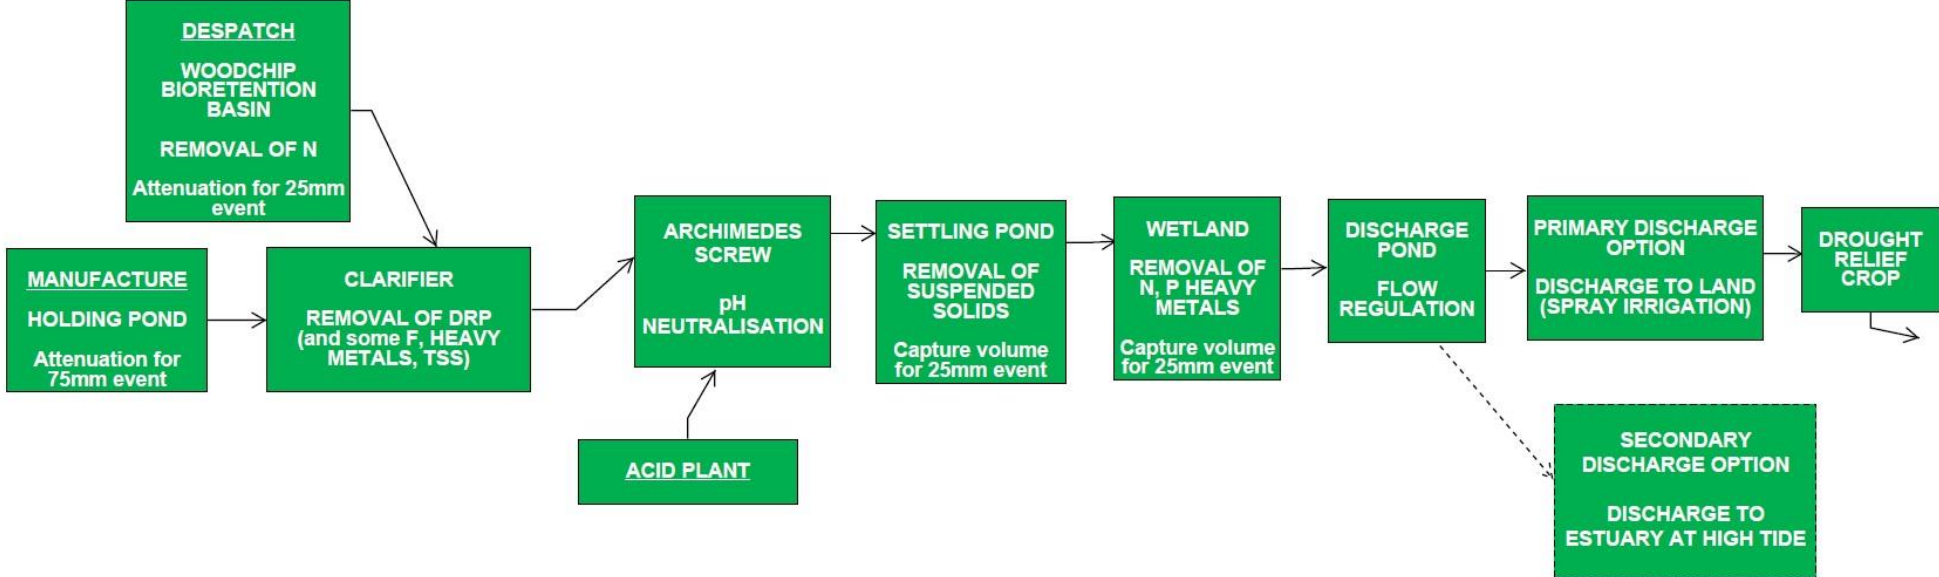 DESPATCH
WOODCHIP
BIORETENTION
BASIN
REMOVAL OF N
Attenuation for 25mm
event
MANUFACTURE
HOLDING POND
Attenuation for
75mm event
CLARIFIER
REMOVAL OF DRP
(and some F, HEAVY
METALS, TSS)
ARCHIMEDES
SCREW
pH
NEUTRALISATION
ACID PLANT
SETTLING POND
REMOVAL OF
SUSPENDED
SOLIDS
Capture volume
for 25mm event
WETLAND
REMOVAL OF
N, P HEAVY
METALS
Capture volume
for 25mm event
DISCHARGE
POND
FLOW
REGULATION
PRIMARY DISCHARGE
OPTION
DISCHARGE TO LAND
(SPRAY IRRIGATION)
DROUGHT
RELIEF
CROP
SECONDARY
DISCHARGE OPTION
DISCHARGE TO
ESTUARY AT HIGH TIDE